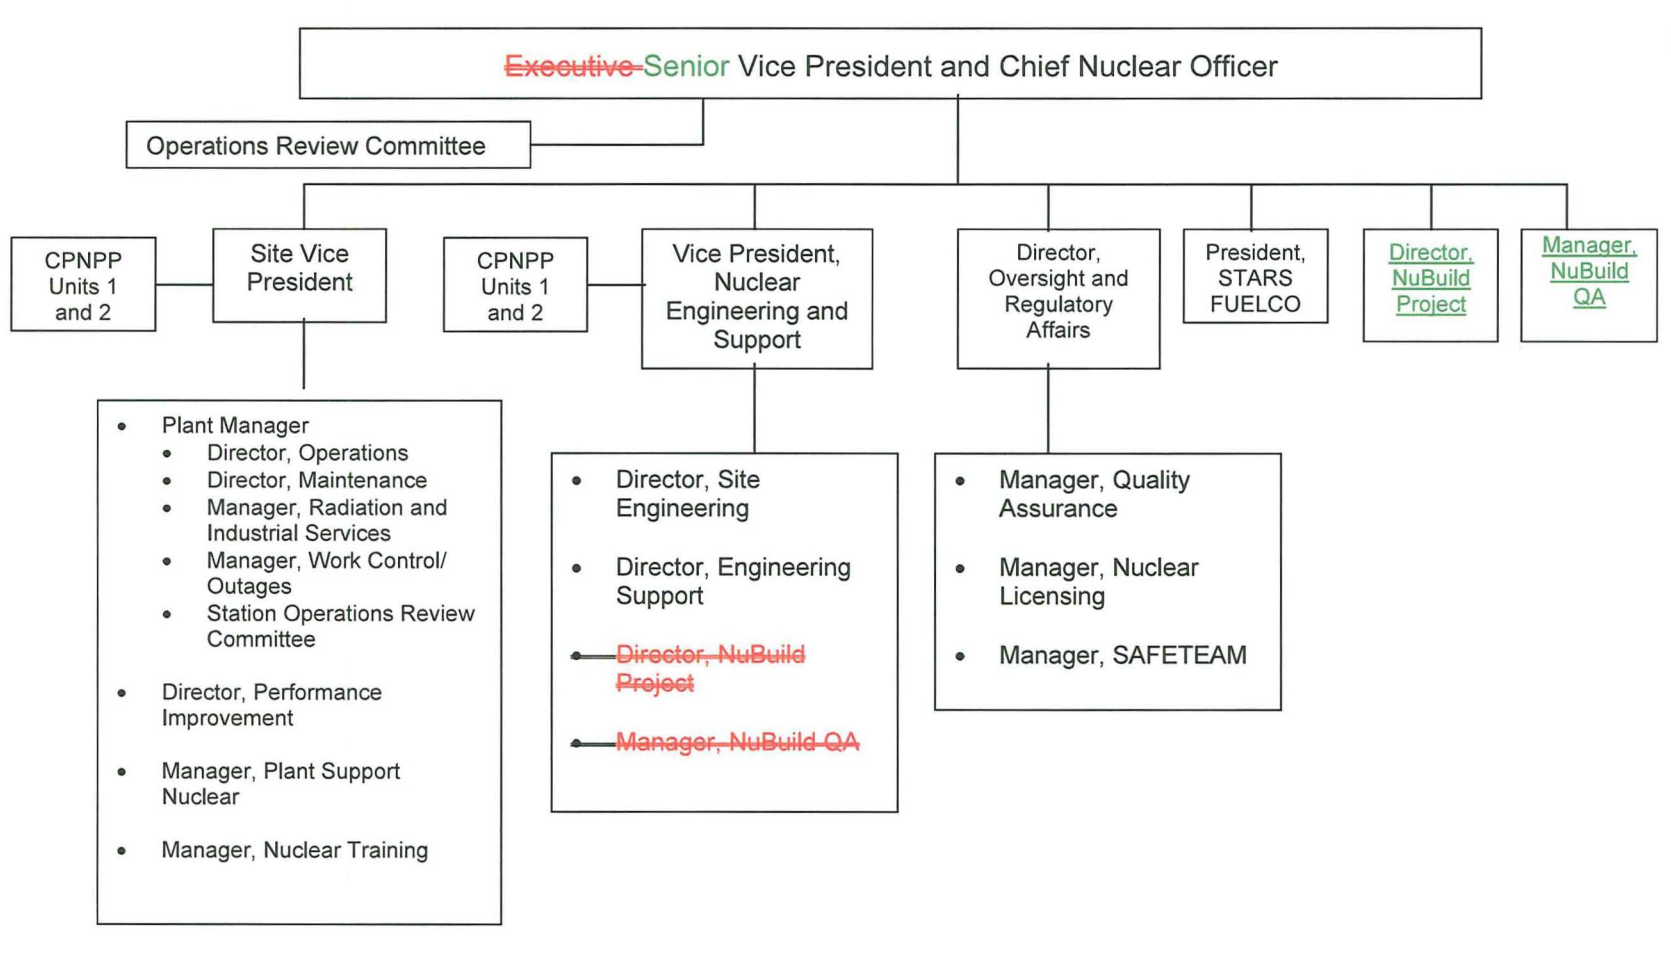 Executive Senior Vice President and Chief Nuclear Officer
Operations Review Committee
CPNPP
Units 1
and 2
Site Vice
President
CPNPP
Units 1
and 2
Vice President,
Nuclear
Engineering and
Support
Director,
Oversight and
Regulatory
Affairs
President,
STARS
FUELCO
Director,
NuBuild
Project
Manager,
NuBuild
QA
• Plant Manager
• Director, Operations
• Director, Maintenance
• Manager, Radiation and
Industrial Services
• Manager, Work Control/
Outages
• Station Operations Review
Committee
• Director, Performance
Improvement
• Manager, Plant Support
Nuclear
• Manager, Nuclear Training
• Director, Site
Engineering
• Director, Engineering
Support
• Director, NuBuild
Project
• Manager, NuBuild QA
• Manager, Quality
Assurance
• Manager, Nuclear
Licensing
• Manager, SAFETEAM